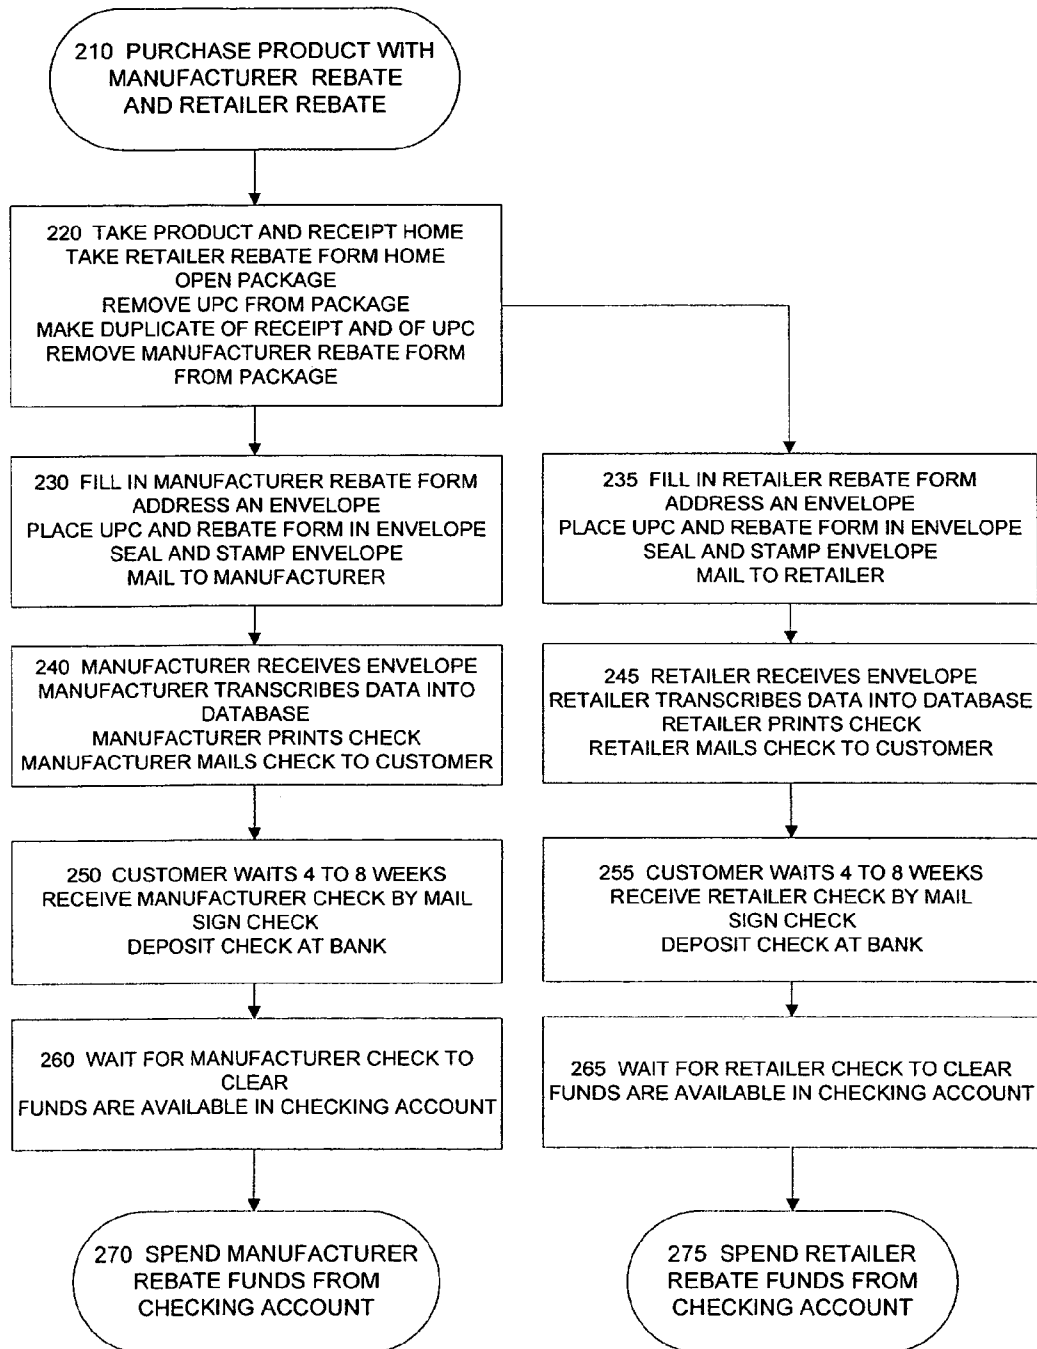 210 PURCHASE PRODUCT WITH
MANUFACTURER REBATE
AND RETAILER REBATE
220 TAKE PRODUCT AND RECEIPT HOME
TAKE RETAILER REBATE FORM HOME
OPEN PACKAGE
REMOVE UPC FROM PACKAGE
MAKE DUPLICATE OF RECEIPT AND OF UPC
REMOVE MANUFACTURER REBATE FORM
FROM PACKAGE
230 FILL IN MANUFACTURER REBATE FORM
ADDRESS AN ENVELOPE
PLACE UPC AND REBATE FORM IN ENVELOPE
SEAL AND STAMP ENVELOPE
MAIL TO MANUFACTURER
235 FILL IN RETAILER REBATE FORM
ADDRESS AN ENVELOPE
PLACE UPC AND REBATE FORM IN ENVELOPE
SEAL AND STAMP ENVELOPE
MAIL TO RETAILER
240 MANUFACTURER RECEIVES ENVELOPE
MANUFACTURER TRANSCRIBES DATA INTO
DATABASE
MANUFACTURER PRINTS CHECK
MANUFACTURER MAILS CHECK TO CUSTOMER
245 RETAILER RECEIVES ENVELOPE
RETAILER TRANSCRIBES DATA INTO DATABASE
RETAILER PRINTS CHECK
RETAILER MAILS CHECK TO CUSTOMER
250 CUSTOMER WAITS 4 TO 8 WEEKS
RECEIVE MANUFACTURER CHECK BY MAIL
SIGN CHECK
DEPOSIT CHECK AT BANK
255 CUSTOMER WAITS 4 TO 8 WEEKS
RECEIVE RETAILER CHECK BY MAIL
SIGN CHECK
DEPOSIT CHECK AT BANK
260 WAIT FOR MANUFACTURER CHECK TO
CLEAR
FUNDS ARE AVAILABLE IN CHECKING ACCOUNT
265 WAIT FOR RETAILER CHECK TO CLEAR
FUNDS ARE AVAILABLE IN CHECKING ACCOUNT
270 SPEND MANUFACTURER
REBATE FUNDS FROM
CHECKING ACCOUNT
275 SPEND RETAILER
REBATE FUNDS FROM
CHECKING ACCOUNT